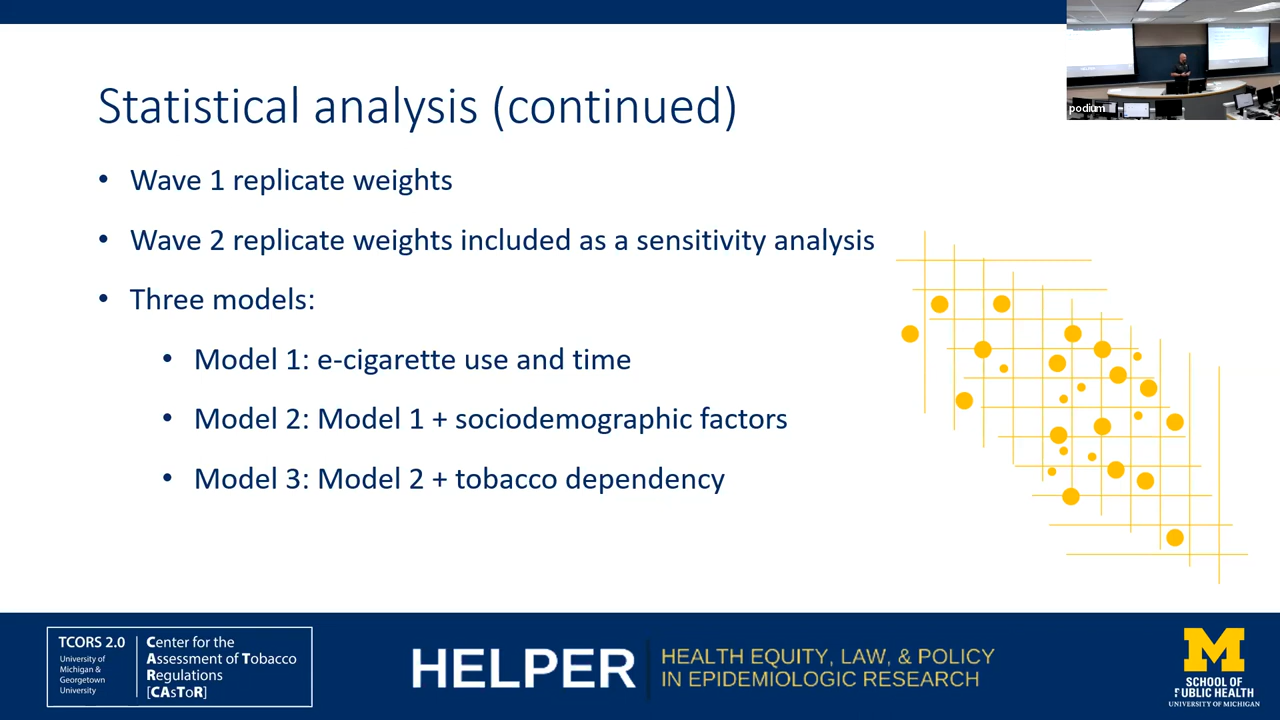 podium
Statistical analysis (continued)
• Wave 1 replicate weights
• Wave 2 replicate weights included as a sensitivity analysis
• Three models:
• Model 1: e-cigarette use and time
• Model 2: Model 1 + sociodemographic factors
• Model 3: Model 2 + tobacco dependency
TCORS 2.0
University of
Michigan &
Georgetown
University
Center for the
Assessment of Tobacco
Regulations
[CAsToR]
HELPER
HEALTH EQUITY, LAW, & POLICY
IN EPIDEMIOLOGIC RESEARCH
M
SCHOOL OF
PUBLIC HEALTH
UNIVERSITY OF MICHIGAN